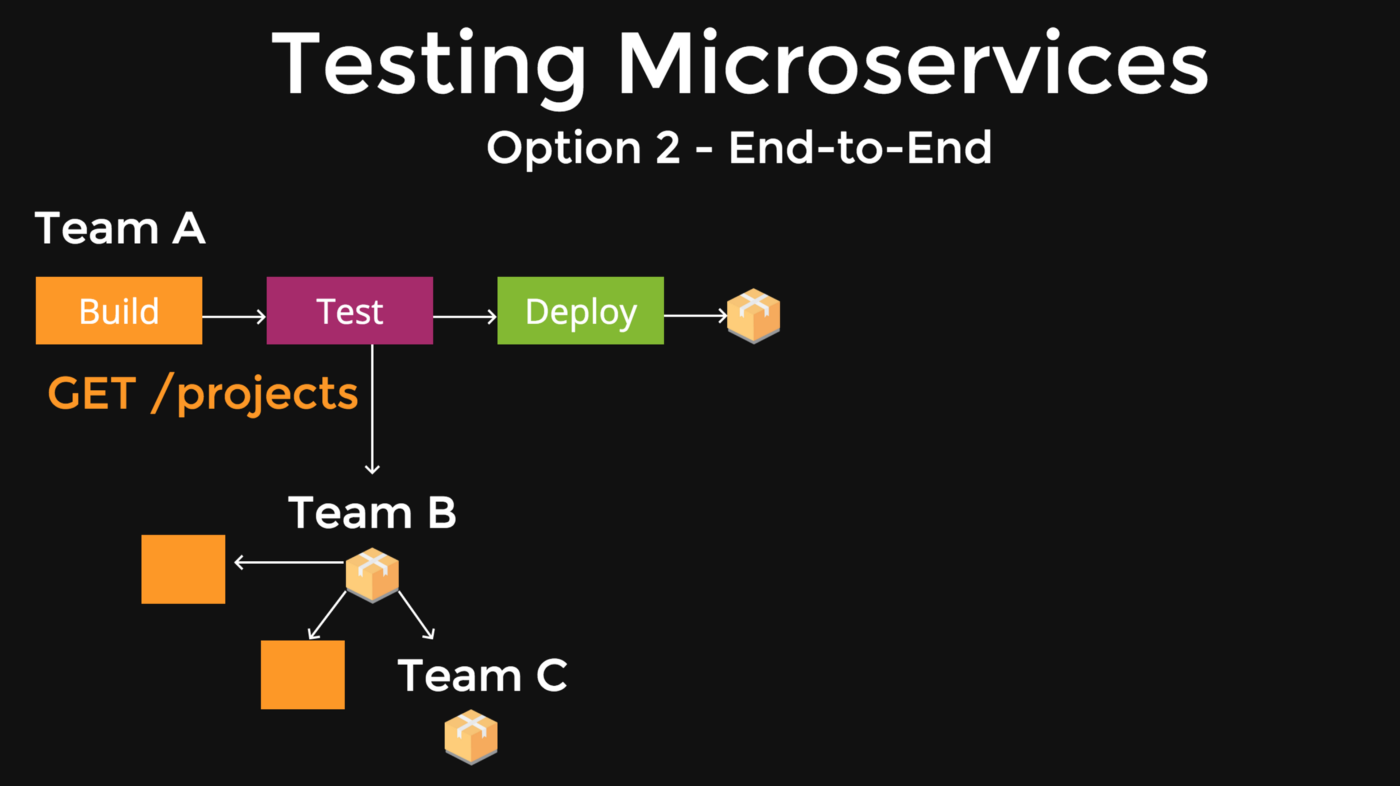 Testing Microservices
Option 2 - End-to-End
Team A
Build
Test
Deploy
GET /projects
Team B
Team C